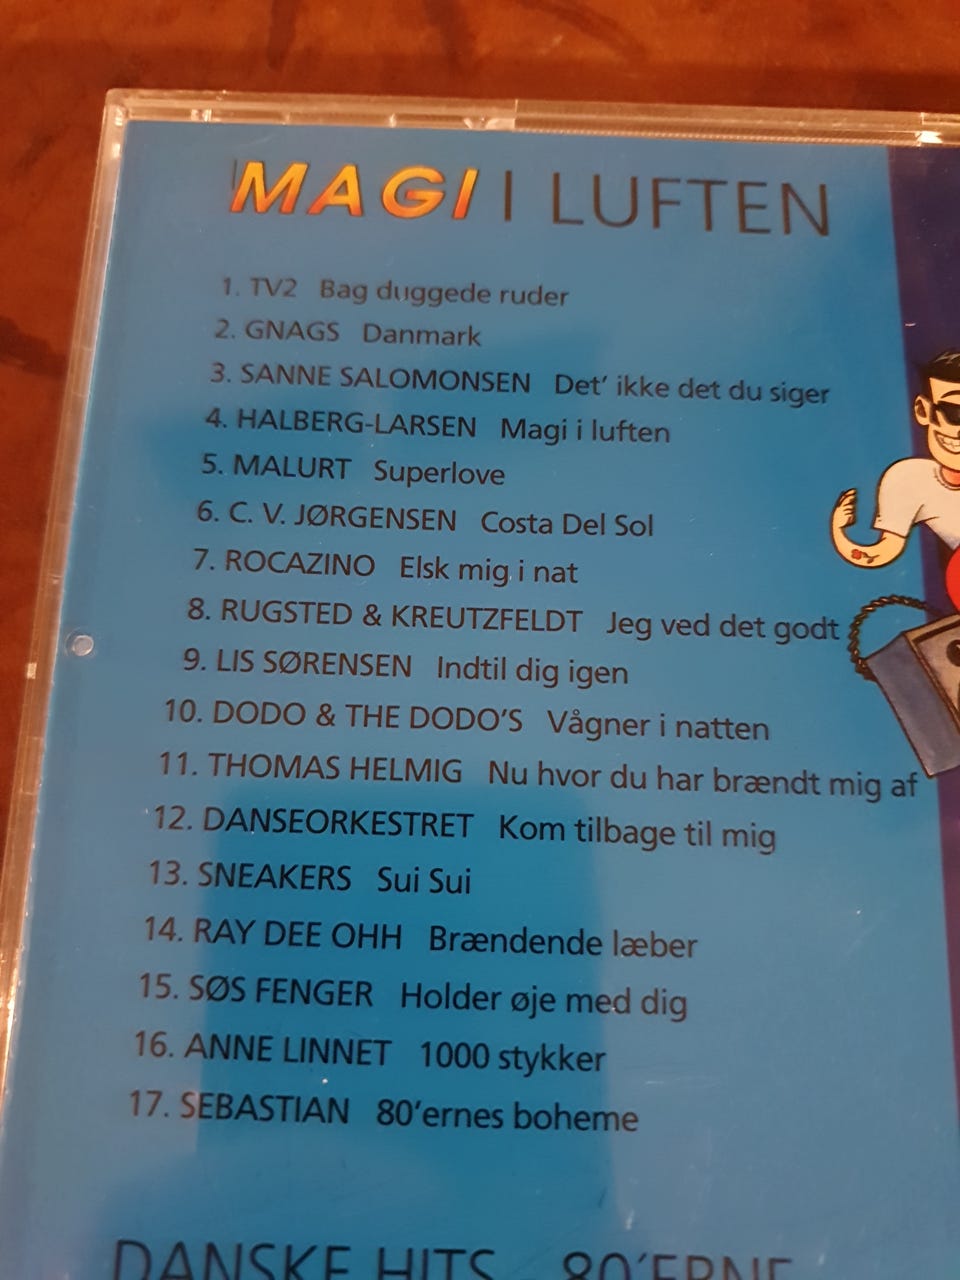 MAGI I LUFTEN
1. TV2 Bag duggede ruder
2. GNAGS Danmark
3. SANNE SALOMONSEN Det' ikke det du siger
4. HALBERG-LARSEN Magi i luften
5. MALURT Superlove
6. C. V. JØRGENSEN Costa Del Sol
7. ROCAZINO Elsk mig i nat
8. RUGSTED & KREUTZFELDT Jeg ved det godt
9. LIS SØRENSEN Indtil dig igen
10. DODO & THE DODO'S Vågner i natten
11. THOMAS HELMIG Nu hvor du har brændt mig af
12. DANSEORKESTRET Kom tilbage til mig
13. SNEAKERS Sui Sui
14. RAY DEE OHH Brændende læber
15. SØS FENGER Holder øje med dig
16. ANNE LINNET 1000 stykker
17. SEBASTIAN 80'ernes boheme
DANSKE HITS 80'ERNE